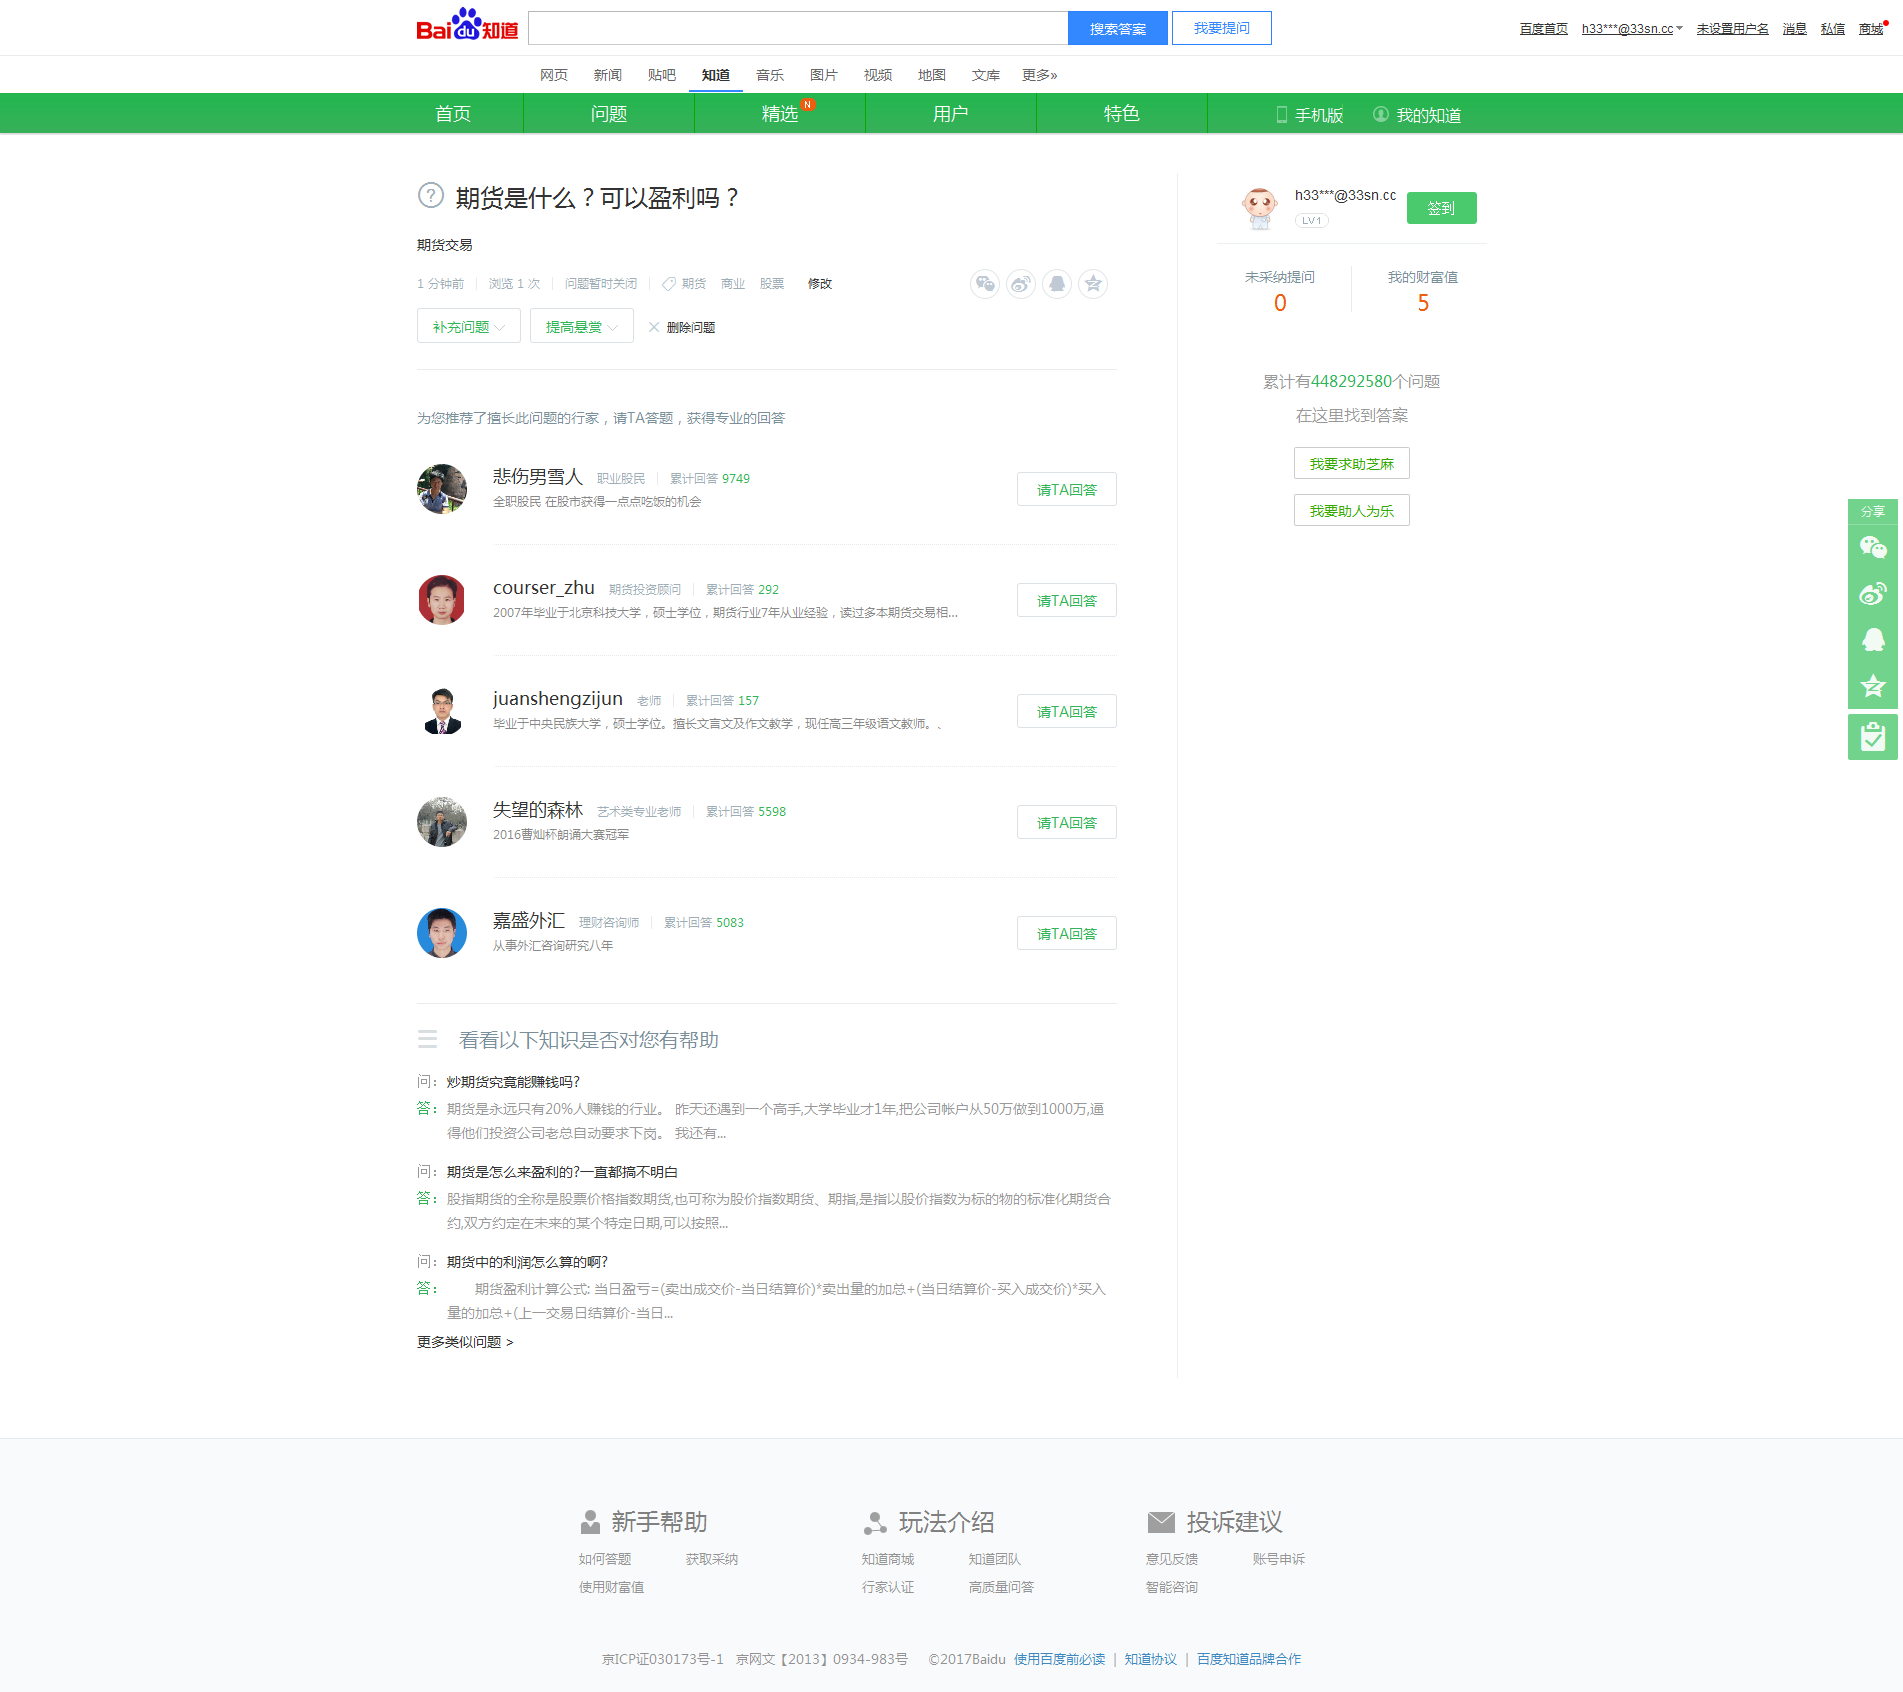 Bai du 知道
搜索答案
我要提问
百度首页 h33***@33sn.cc 未设置用户名 消息 私信 商城
网页 新闻 贴吧 知道 音乐 图片 视频 地图 文库 更多»
首页 问题 精选 N 用户 特色 手机版 我的知道
? 期货是什么？可以盈利吗？
期货交易
1 分钟前 浏览 1 次 问题暂时关闭 期货 商业 股票 修改
补充问题 提高悬赏 删除问题
为您推荐了擅长此问题的行家，请TA答题，获得专业的回答
悲伤男雪人 职业股民 累计回答 9749
全职股民 在股市获得一点点吃饭的机会
请TA回答
courser_zhu 期货投资顾问 累计回答 292
2007年毕业于北京科技大学，硕士学位，期货行业7年从业经验，读过多本期货交易相...
请TA回答
juanshengzijun 老师 累计回答 157
毕业于中央民族大学，硕士学位。擅长文言文及作文教学，现任高三年级语文教师。、
请TA回答
失望的森林 艺术类专业老师 累计回答 5598
2016曹灿杯朗诵大赛冠军
请TA回答
嘉盛外汇 理财咨询师 累计回答 5083
从事外汇咨询研究八年
请TA回答
看看以下知识是否对您有帮助
问： 炒期货究竟能赚钱吗?
答： 期货是永远只有20%人赚钱的行业。 昨天还遇到一个高手,大学毕业才1年,把公司帐户从50万做到1000万,逼
得他们投资公司老总自动要求下岗。 我还有...
问： 期货是怎么来盈利的?一直都搞不明白
答： 股指期货的全称是股票价格指数期货,也可称为股价指数期货、期指,是指以股价指数为标的物的标准化期货合
约,双方约定在未来的某个特定日期,可以按照...
问： 期货中的利润怎么算的啊?
答： 期货盈利计算公式: 当日盈亏=(卖出成交价-当日结算价)*卖出量的加总+(当日结算价-买入成交价)*买入
量的加总+(上一交易日结算价-当日...
更多类似问题 >
h33***@33sn.cc
LV1
签到
未采纳提问 我的财富值
0 5
累计有448292580个问题
在这里找到答案
我要求助芝麻
我要助人为乐
分享
新手帮助 玩法介绍 投诉建议
如何答题 获取采纳 知道商城 知道团队 意见反馈 账号申诉
使用财富值 行家认证 高质量问答 智能咨询
京ICP证030173号-1 京网文【2013】0934-983号 ©2017Baidu 使用百度前必读 | 知道协议 | 百度知道品牌合作